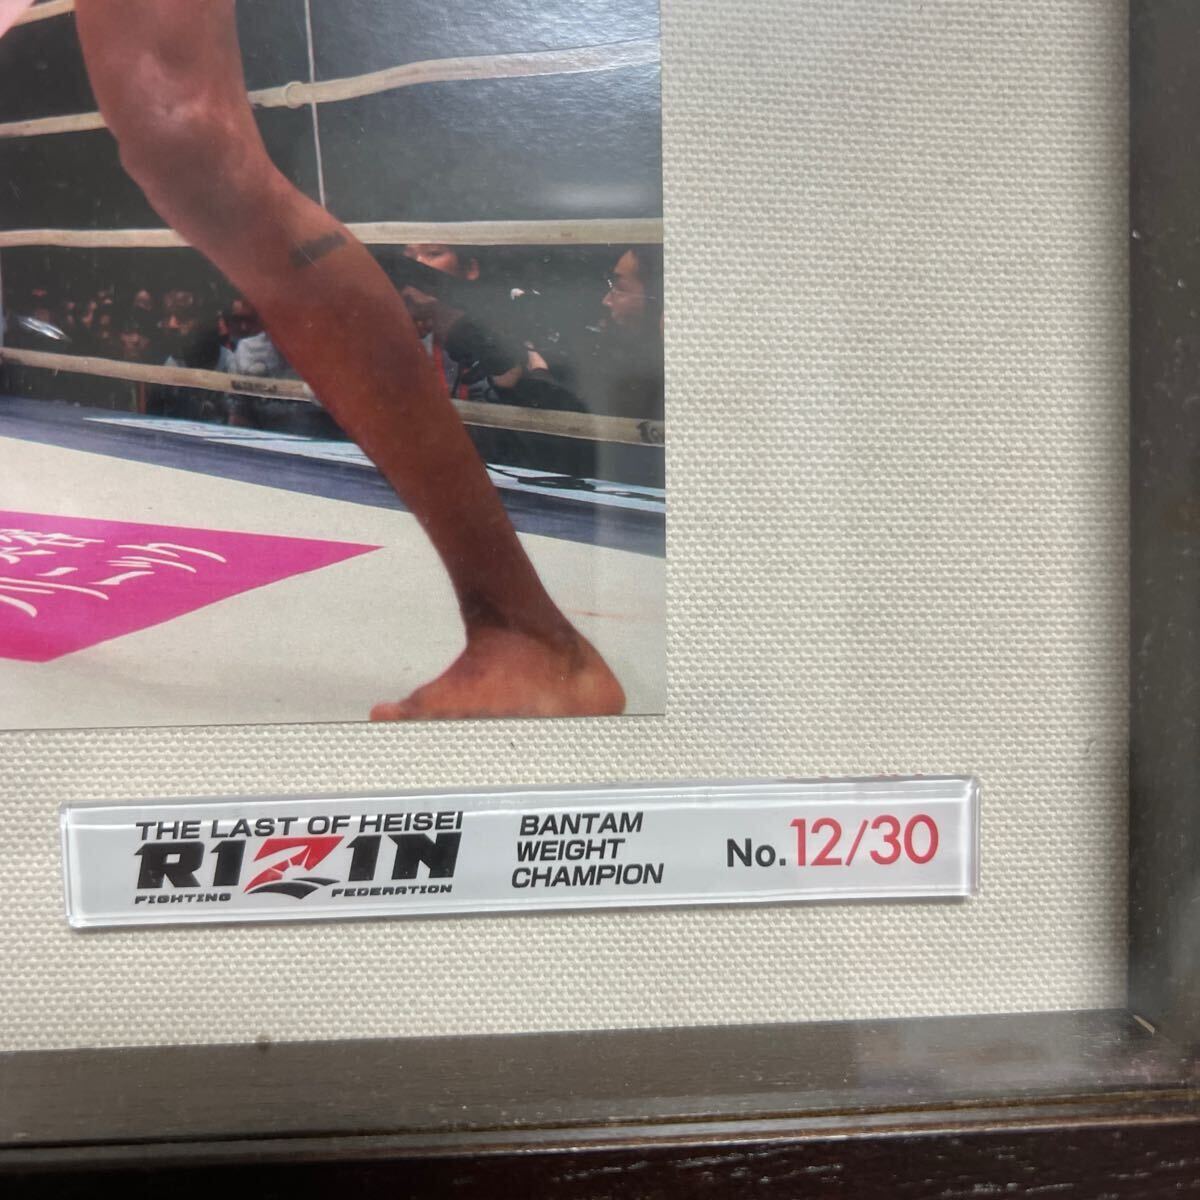 THE LAST OF HEISEI
RIZIN
FIGHTING FEDERATION
BANTAM
WEIGHT
CHAMPION
No.12/30